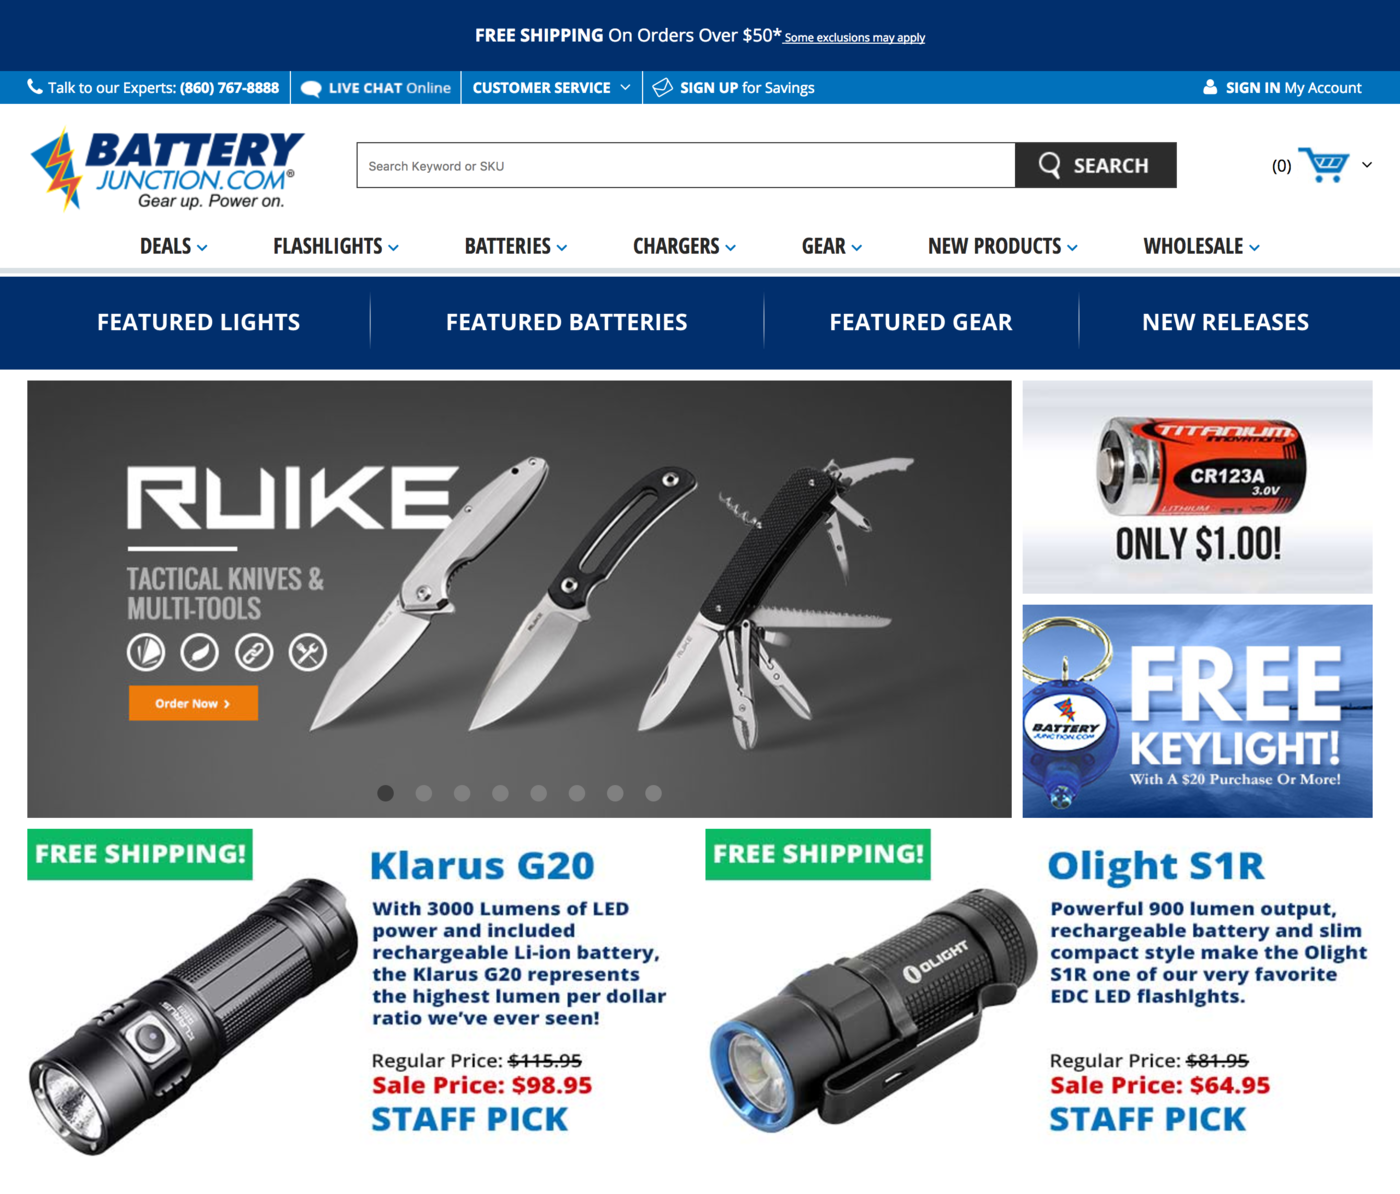 FREE SHIPPING On Orders Over $50* Some exclusions may apply
Talk to our Experts: (860) 767-8888
LIVE CHAT Online
CUSTOMER SERVICE
SIGN UP for Savings
SIGN IN My Account
BATTERY
JUNCTION.COM®
Gear up. Power on.
Search Keyword or SKU
SEARCH
(0)
DEALS
FLASHLIGHTS
BATTERIES
CHARGERS
GEAR
NEW PRODUCTS
WHOLESALE
FEATURED LIGHTS
FEATURED BATTERIES
FEATURED GEAR
NEW RELEASES
RUIKE
TACTICAL KNIVES &
MULTI-TOOLS
Order Now >
RUIKE
RUIKE
RUIKE
TITANIUM
INNOVATIONS
CR123A
3.0V
LITHIUM
ONLY $1.00!
BATTERY
JUNCTION.COM
FREE
KEYLIGHT!
With A $20 Purchase Or More!
FREE SHIPPING!
KLARUS
Klarus G20
With 3000 Lumens of LED
power and included
rechargeable Li-ion battery,
the Klarus G20 represents
the highest lumen per dollar
ratio we've ever seen!
Regular Price: $115.95
Sale Price: $98.95
STAFF PICK
FREE SHIPPING!
OLIGHT
Olight S1R
Powerful 900 lumen output,
rechargeable battery and slim
compact style make the Olight
S1R one of our very favorite
EDC LED flashlghts.
Regular Price: $81.95
Sale Price: $64.95
STAFF PICK